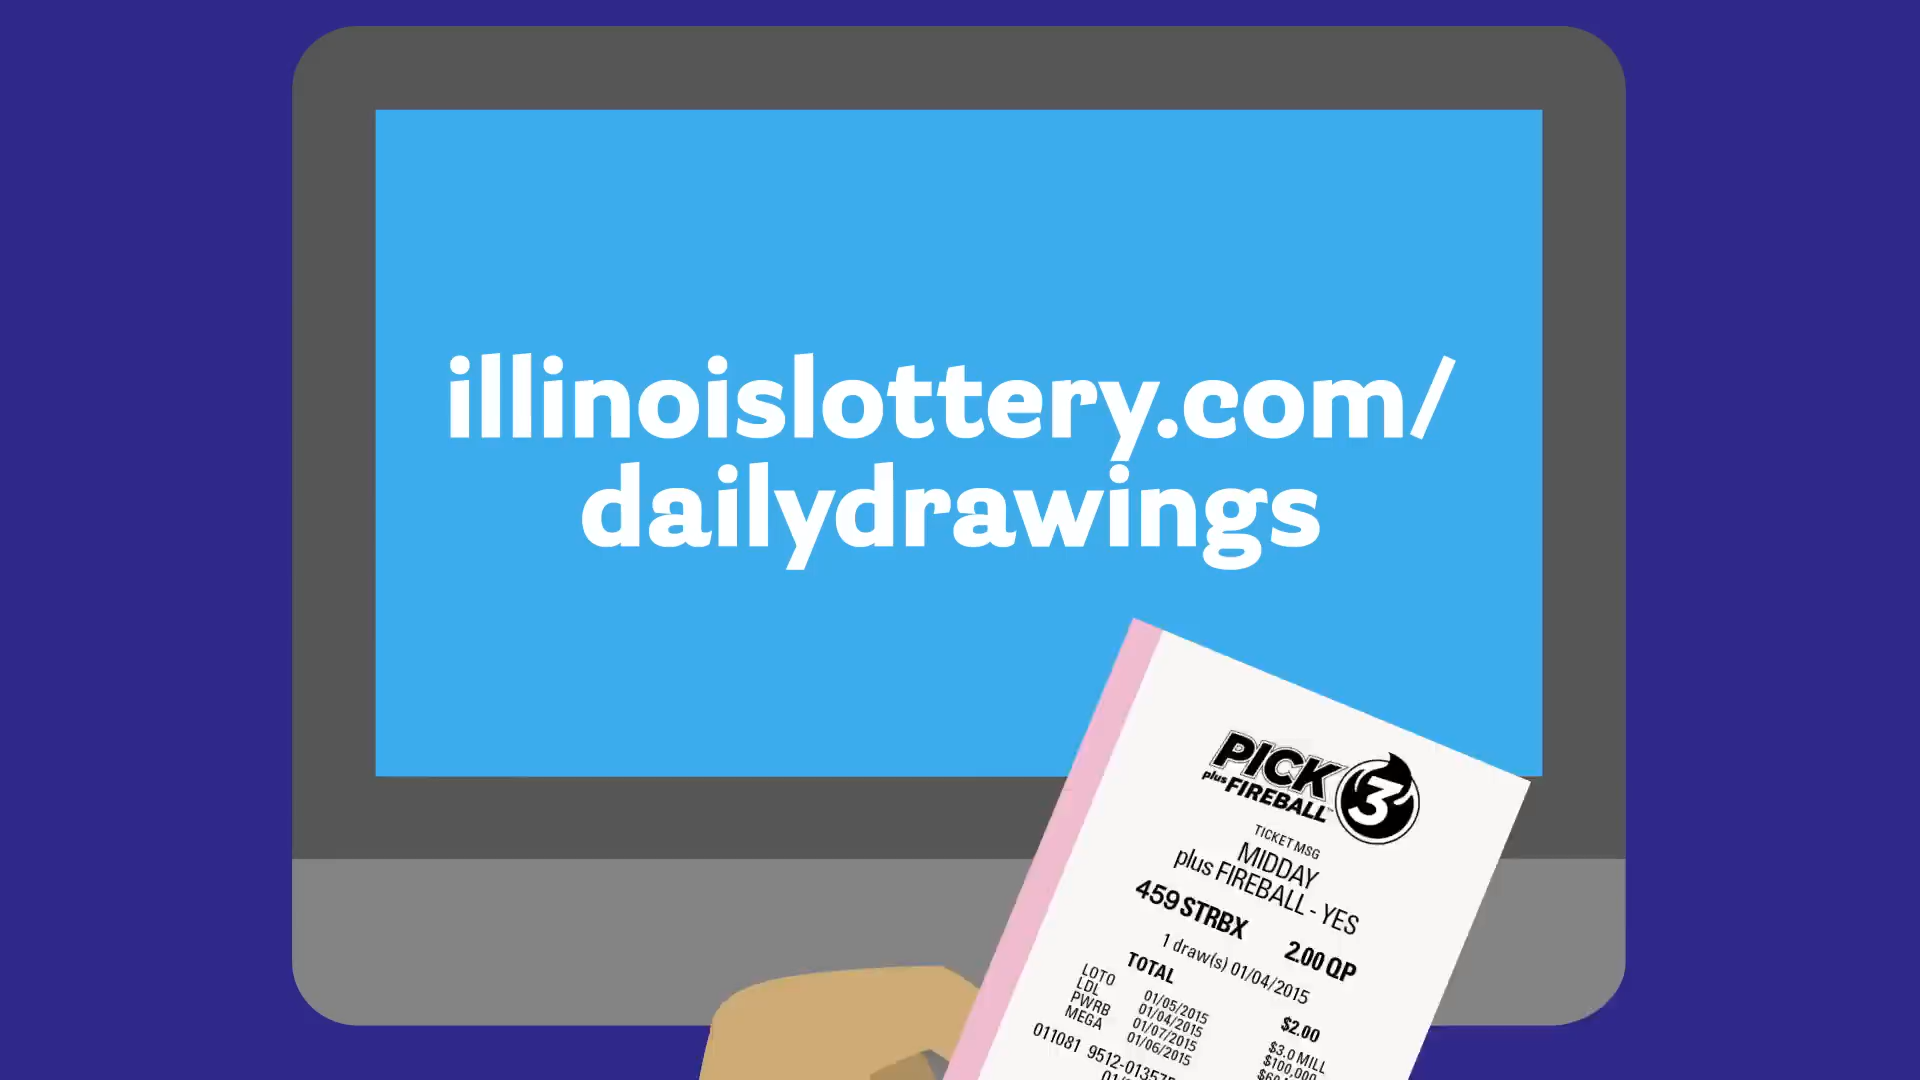 illinoislottery.com/
dailydrawings
PICK 3
plus FIREBALL
TICKET MSG
MIDDAY
plus FIREBALL - YES
459 STRBX 2.00 QP
1 draw(s) 01/04/2015
TOTAL $2.00
LOTO 01/05/2015 $3.0 MILL
LDL 01/04/2015 $100,000
PWRB 01/07/2015
MEGA 01/06/2015
011081